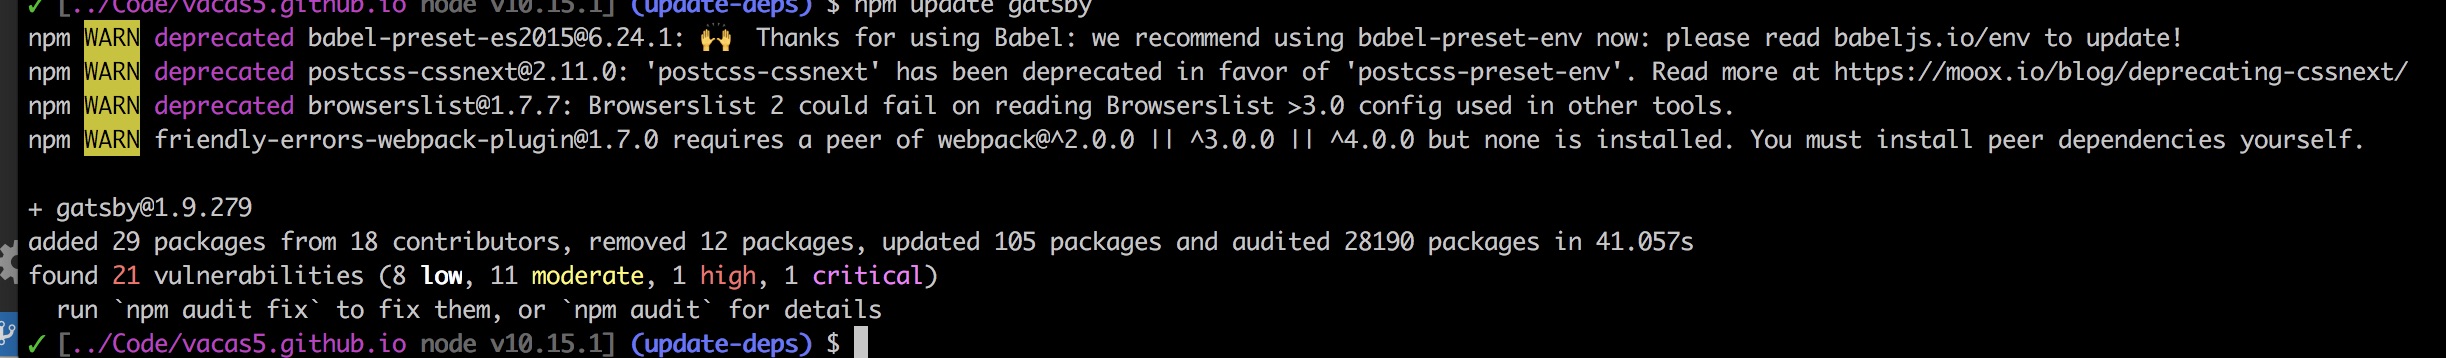 ✓ [../Code/vacas5.github.io node v10.15.1] (update-deps) $ npm update gatsby
npm WARN deprecated babel-preset-es2015@6.24.1: 🙌  Thanks for using Babel: we recommend using babel-preset-env now: please read babeljs.io/env to update!
npm WARN deprecated postcss-cssnext@2.11.0: 'postcss-cssnext' has been deprecated in favor of 'postcss-preset-env'. Read more at https://moox.io/blog/deprecating-cssnext/
npm WARN deprecated browserslist@1.7.7: Browserslist 2 could fail on reading Browserslist >3.0 config used in other tools.
npm WARN friendly-errors-webpack-plugin@1.7.0 requires a peer of webpack@^2.0.0 || ^3.0.0 || ^4.0.0 but none is installed. You must install peer dependencies yourself.
+ gatsby@1.9.279
added 29 packages from 18 contributors, removed 12 packages, updated 105 packages and audited 28190 packages in 41.057s
found 21 vulnerabilities (8 low, 11 moderate, 1 high, 1 critical)
  run `npm audit fix` to fix them, or `npm audit` for details
✓ [../Code/vacas5.github.io node v10.15.1] (update-deps) $